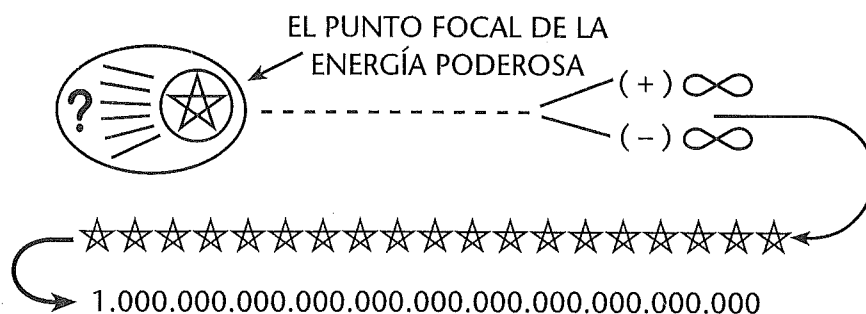 EL PUNTO FOCAL DE LA
ENERGÍA PODEROSA
?
(+) ∞
(-) ∞
1.000.000.000.000.000.000.000.000.000.000.000